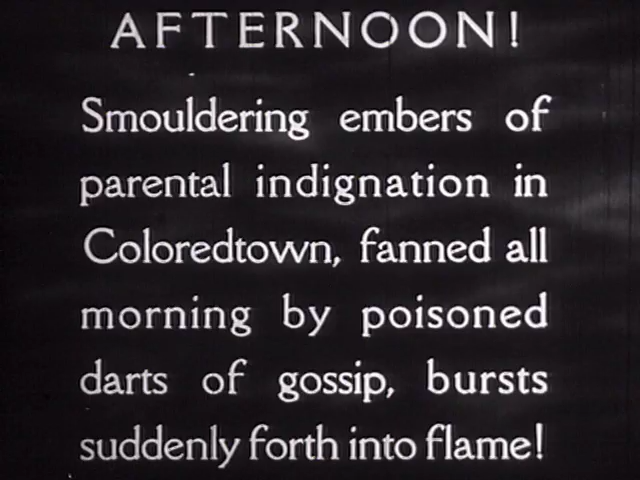 AFTERNOON!
Smouldering embers of
parental indignation in
Coloredtown, fanned all
morning by poisoned
darts of gossip, bursts
suddenly forth into flame!